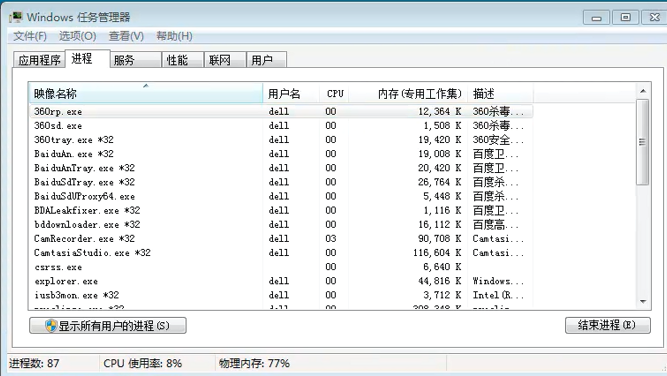 Windows 任务管理器
文件(F) 选项(O) 查看(V) 帮助(H)
应用程序 进程 服务 性能 联网 用户
映像名称 用户名 CPU 内存(专用工作集) 描述
360rp.exe dell 00 12,364 K 360杀毒...
360sd.exe dell 00 1,508 K 360杀毒...
360tray.exe *32 dell 00 19,420 K 360安全...
BaiduAn.exe *32 dell 00 19,008 K 百度卫...
BaiduAnTray.exe *32 dell 00 20,420 K 百度卫...
BaiduSdTray.exe *32 dell 00 26,764 K 百度杀...
BaiduSdUProxy64.exe dell 00 5,448 K 百度杀...
BDALeakfixer.exe *32 dell 00 1,116 K 百度卫...
bddownloader.exe *32 dell 00 16,112 K 百度高...
CamRecorder.exe *32 dell 03 90,708 K Camtasi...
CamtasiaStudio.exe *32 dell 00 116,604 K Camtasi...
csrss.exe 00 6,640 K
explorer.exe dell 00 44,816 K Windows...
iusb3mon.exe *32 dell 00 3,712 K Intel(R...
显示所有用户的进程(S) 结束进程(E)
进程数: 87 CPU 使用率: 8% 物理内存: 77%